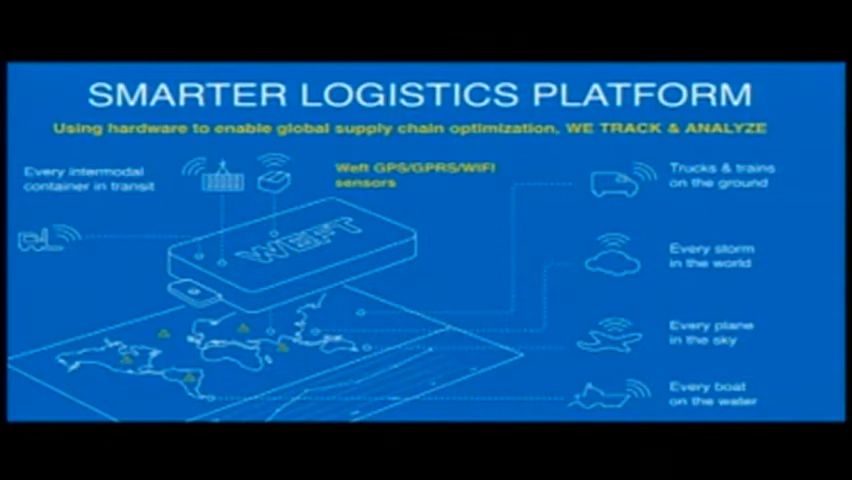 SMARTER LOGISTICS PLATFORM
Using hardware to enable global supply chain optimization, WE TRACK & ANALYZE
Every intermodal
container in transit
Weft GPS/GPRS/WIFI
sensors
Trucks & trains
on the ground
WEFT
Every storm
in the world
Every plane
in the sky
Every boat
on the water